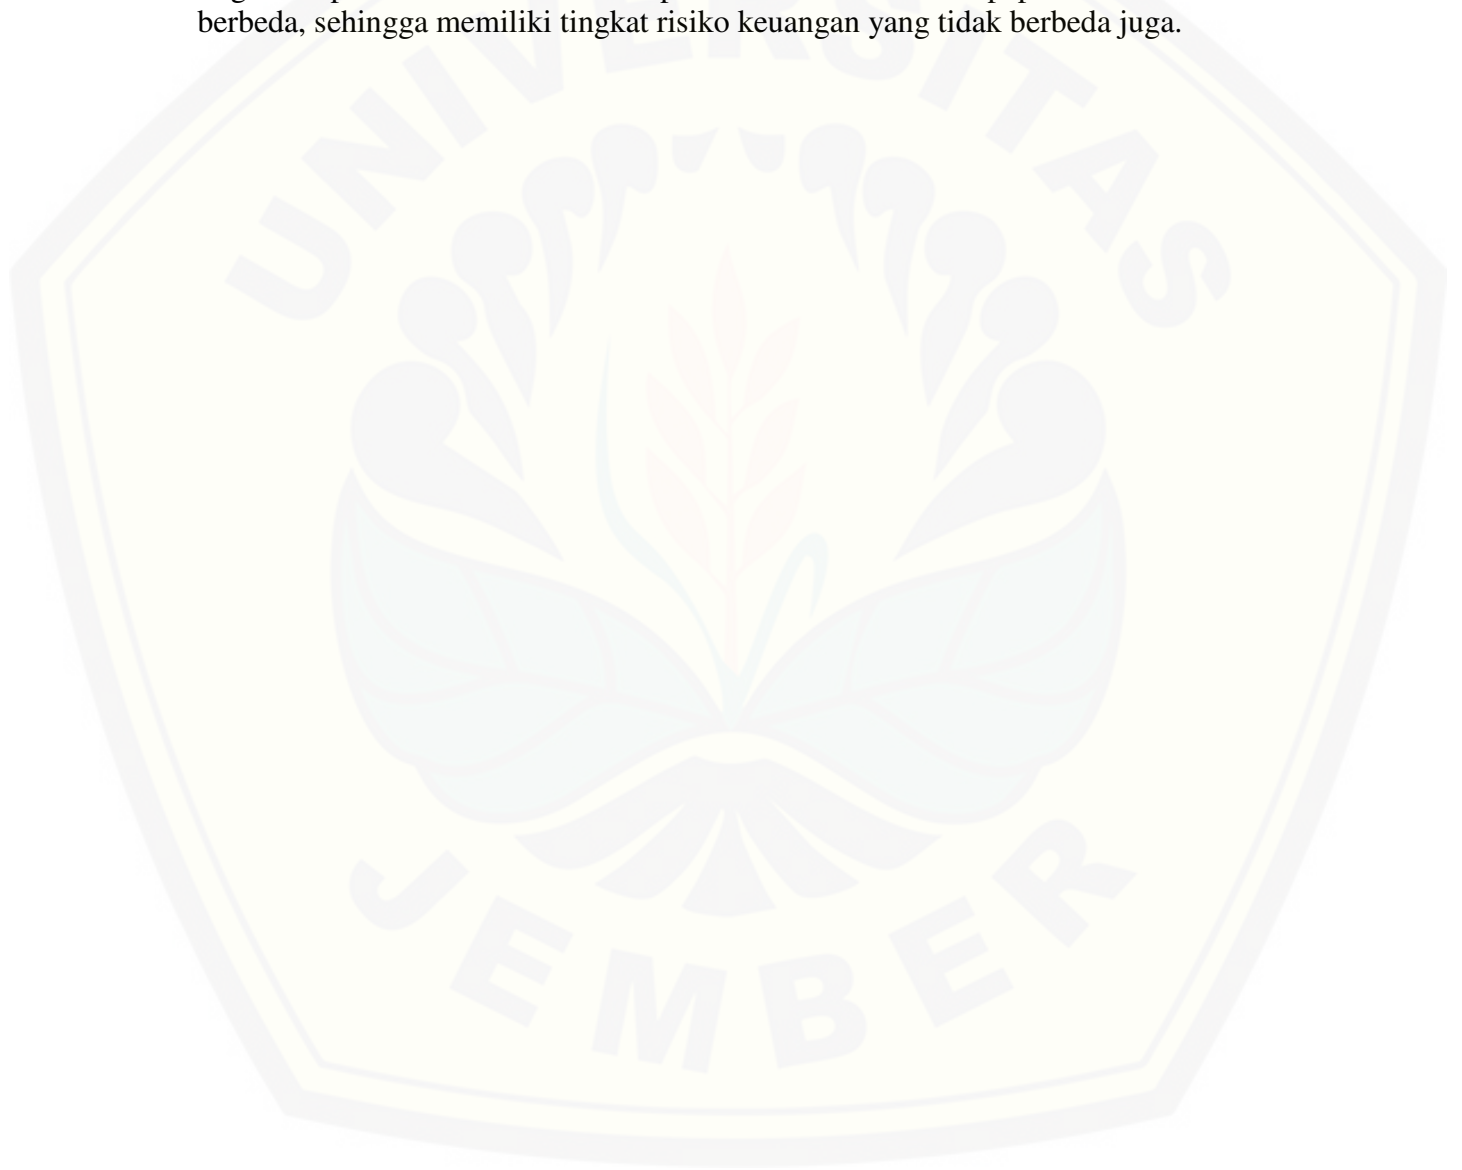 berbeda, sehingga memiliki tingkat risiko keuangan yang tidak berbeda juga.
UNIVERSITAS
JEMBER